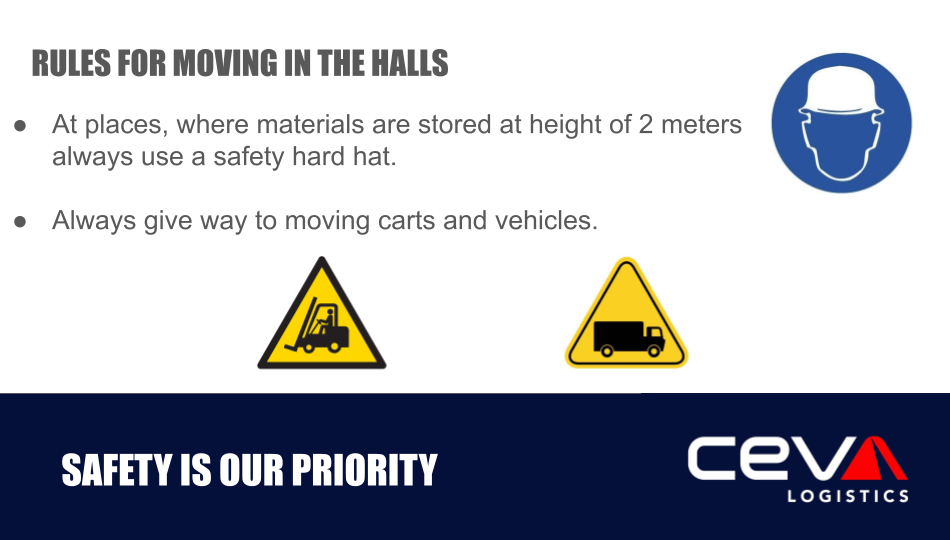 RULES FOR MOVING IN THE HALLS
● At places, where materials are stored at height of 2 meters
always use a safety hard hat.
● Always give way to moving carts and vehicles.
SAFETY IS OUR PRIORITY
CEVA
LOGISTICS